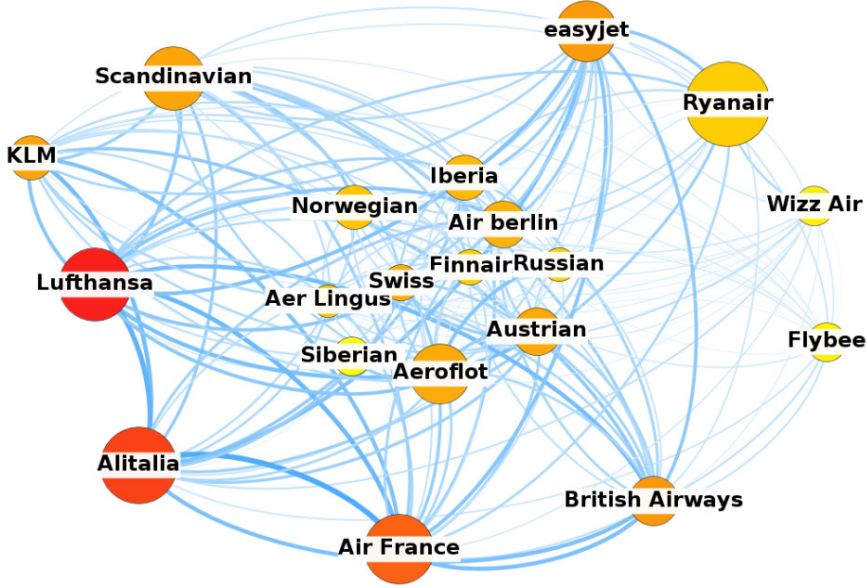 easyjet
Scandinavian
Ryanair
KLM
Iberia
Wizz Air
Norwegian
Air berlin
Finnair
Russian
Lufthansa
Swiss
Aer Lingus
Austrian
Flybee
Siberian
Aeroflot
Alitalia
British Airways
Air France